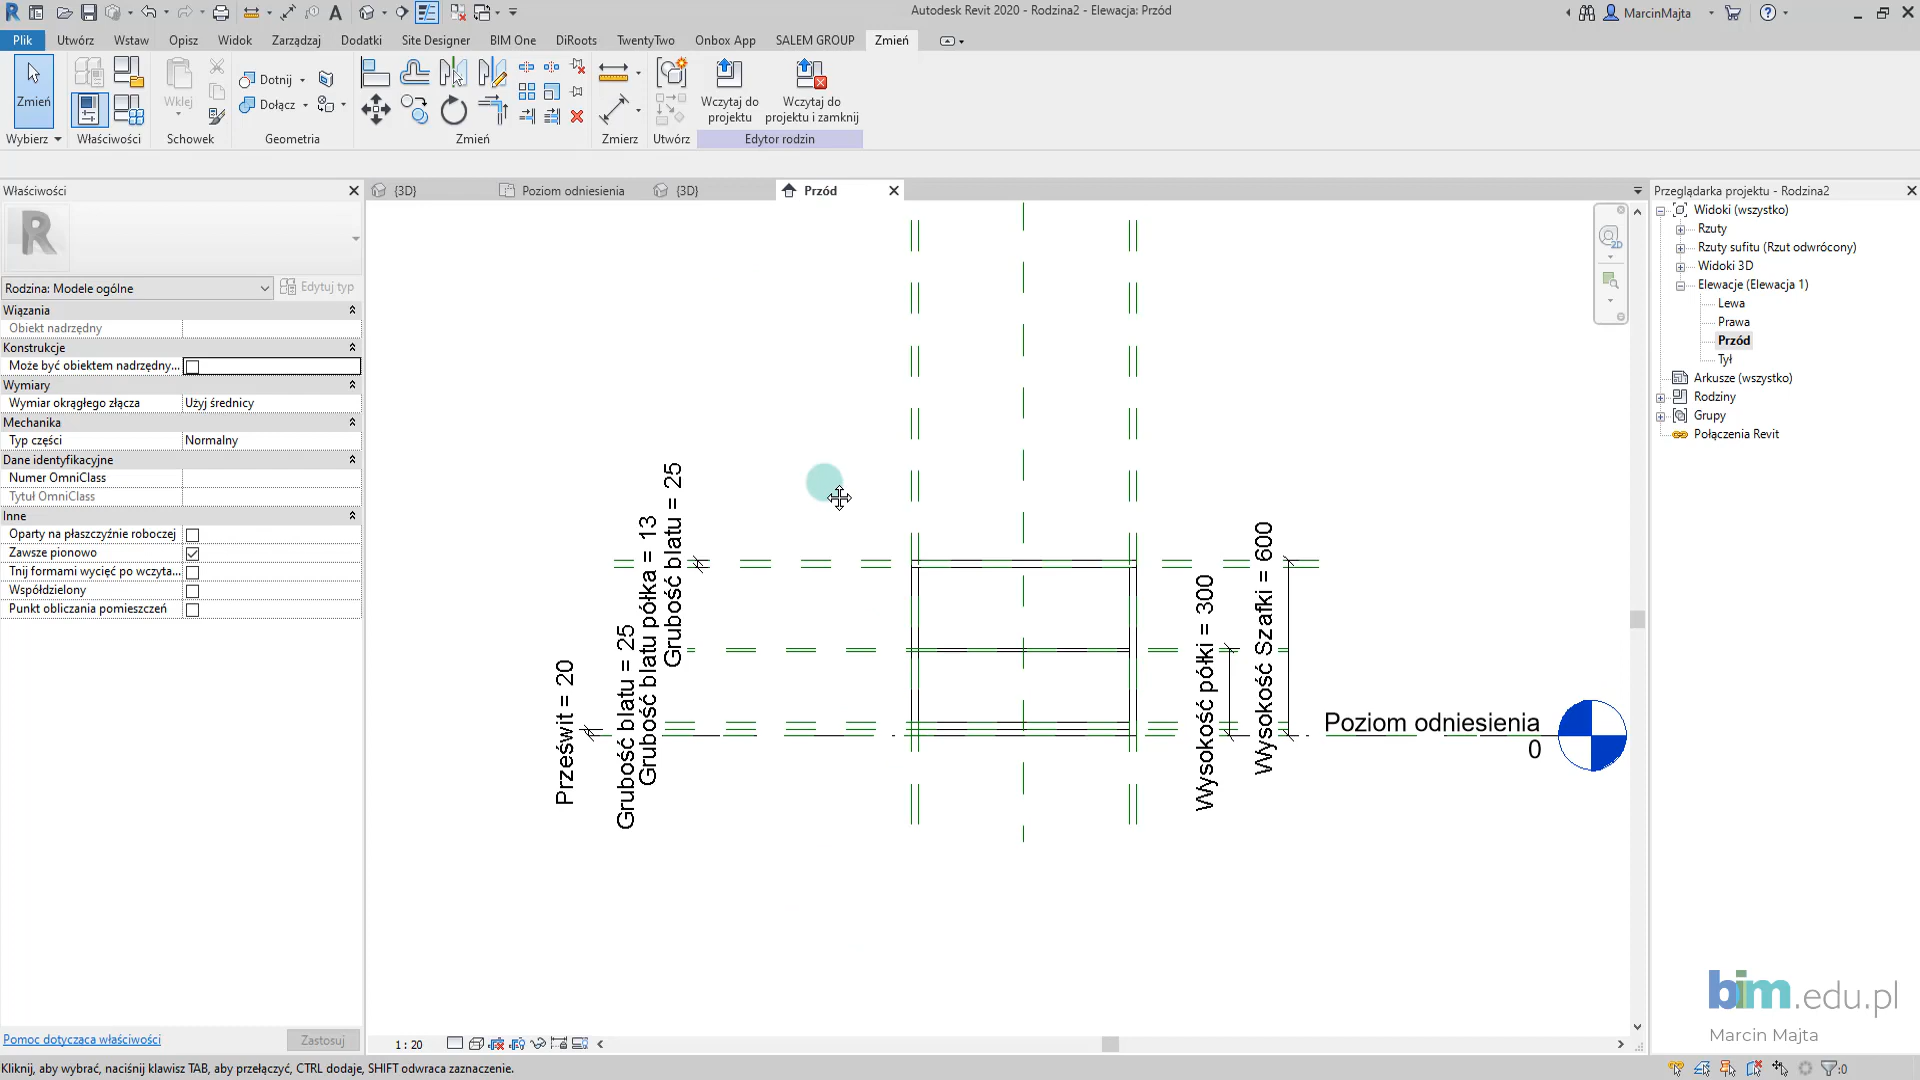 Autodesk Revit 2020 - Rodzina2 - Elewacja: Przód
MarcinMajta
Plik
Utwórz
Wstaw
Opisz
Widok
Zarządzaj
Dodatki
Site Designer
BIM One
DiRoots
TwentyTwo
Onbox App
SALEM GROUP
Zmień
Zmień
Wklej
Dotnij
Dołącz
Wczytaj do
projektu
Wczytaj do
projektu i zamknij
Wybierz
Właściwości
Schowek
Geometria
Zmień
Zmierz
Utwórz
Edytor rodzin
Właściwości
{3D}
Poziom odniesienia
{3D}
Przód
Przeglądarka projektu - Rodzina2
Rodzina: Modele ogólne
Edytuj typ
Wiązania
Obiekt nadrzędny
Konstrukcje
Może być obiektem nadrzędny...
Wymiary
Wymiar okrągłego złącza
Użyj średnicy
Mechanika
Typ części
Normalny
Dane identyfikacyjne
Numer OmniClass
Tytuł OmniClass
Inne
Oparty na płaszczyźnie roboczej
Zawsze pionowo
Tnij formami wycięć po wczyta...
Współdzielony
Punkt obliczania pomieszczeń
Pomoc dotycząca właściwości
Zastosuj
Prześwit = 20
Grubość blatu = 25
Grubość blatu półka = 13
Grubość blatu = 25
Wysokość półki = 300
Wysokość Szafki = 600
Poziom odniesienia
0
2D
Widoki (wszystko)
Rzuty
Rzuty sufitu (Rzut odwrócony)
Widoki 3D
Elewacje (Elewacja 1)
Lewa
Prawa
Przód
Tył
Arkusze (wszystko)
Rodziny
Grupy
Połączenia Revit
bim.edu.pl
Marcin Majta
1 : 20
Kliknij, aby wybrać, naciśnij klawisz TAB, aby przełączyć, CTRL dodaje, SHIFT odwraca zaznaczenie.
:0